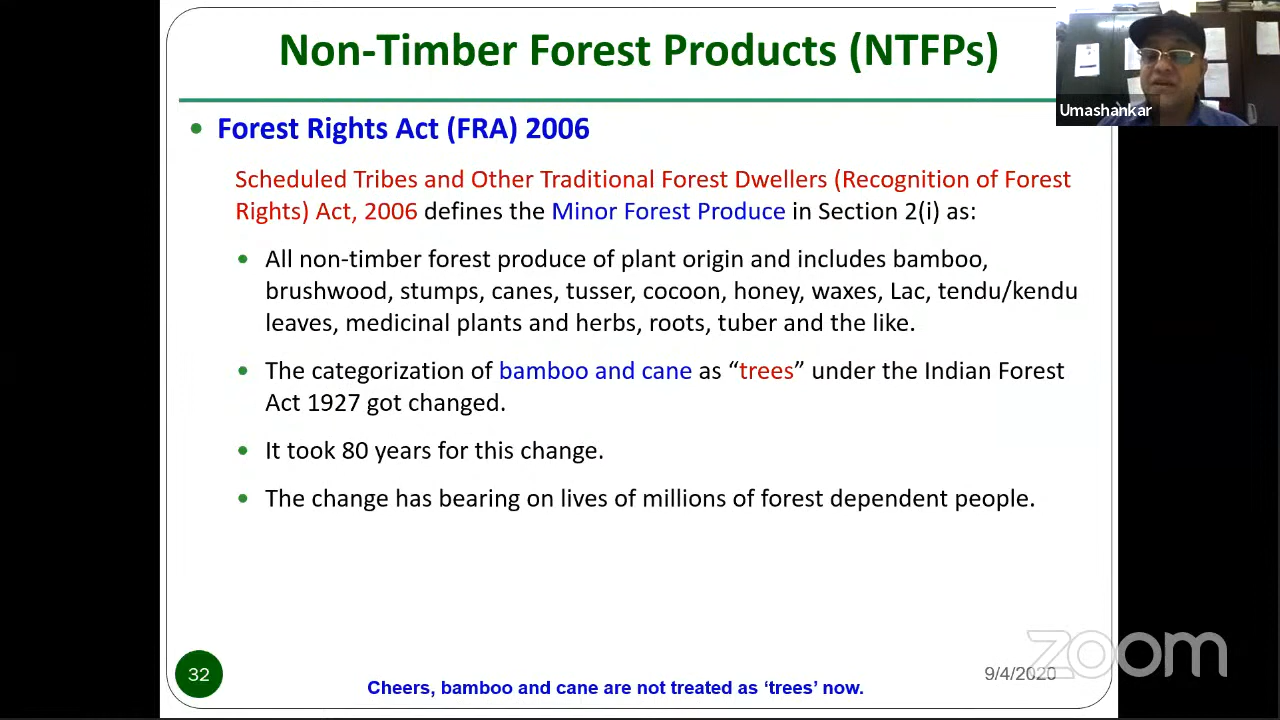 Non-Timber Forest Products (NTFPs)
Umashankar
• Forest Rights Act (FRA) 2006
Scheduled Tribes and Other Traditional Forest Dwellers (Recognition of Forest
Rights) Act, 2006 defines the Minor Forest Produce in Section 2(i) as:
• All non-timber forest produce of plant origin and includes bamboo,
brushwood, stumps, canes, tusser, cocoon, honey, waxes, Lac, tendu/kendu
leaves, medicinal plants and herbs, roots, tuber and the like.
• The categorization of bamboo and cane as “trees” under the Indian Forest
Act 1927 got changed.
• It took 80 years for this change.
• The change has bearing on lives of millions of forest dependent people.
zoom
32
9/4/2020
Cheers, bamboo and cane are not treated as ‘trees’ now.